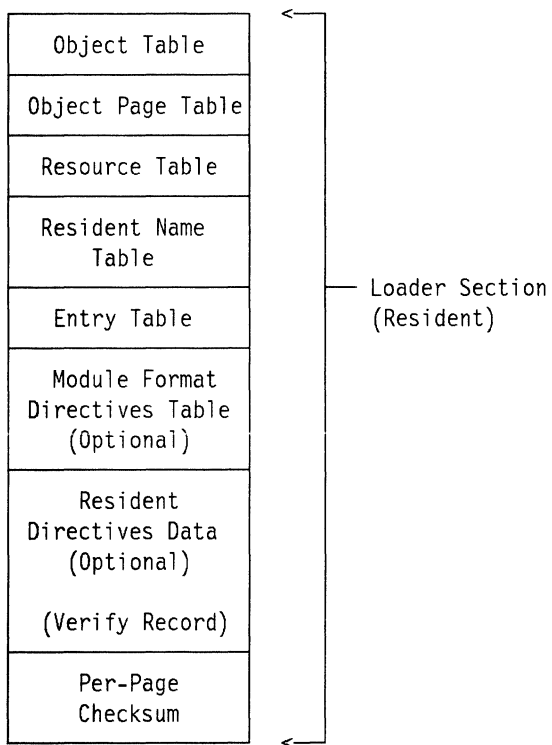 Object Table
Object Page Table
Resource Table
Resident Name
Table
Entry Table
Module Format
Directives Table
(Optional)
Resident
Directives Data
(Optional)
(Verify Record)
Per-Page
Checksum
Loader Section
(Resident)